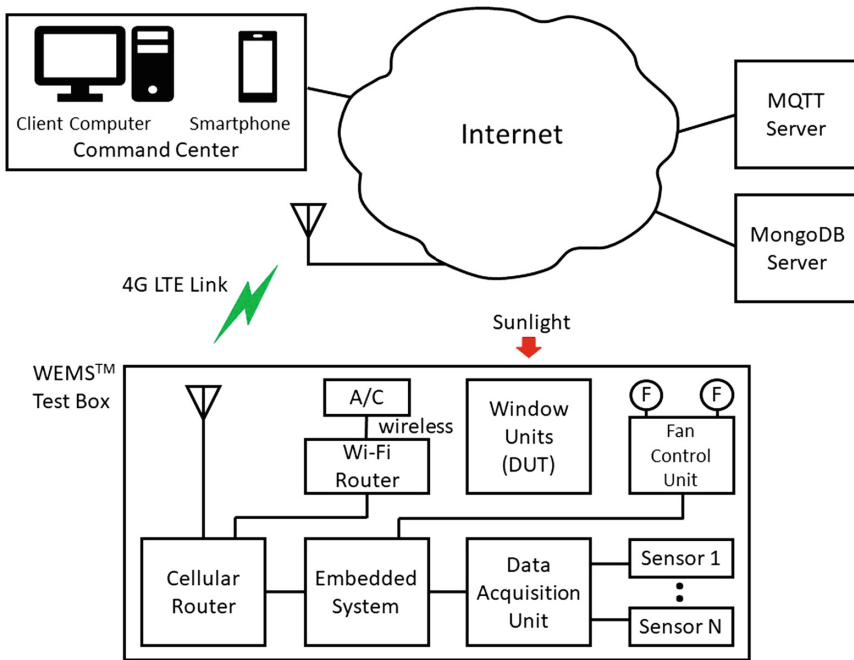 Client Computer
Smartphone
Command Center
Internet
MQTT
Server
MongoDB
Server
4G LTE Link
Sunlight
WEMS™
Test Box
A/C
wireless
Wi-Fi
Router
Window
Units
(DUT)
F
F
Fan
Control
Unit
Cellular
Router
Embedded
System
Data
Acquisition
Unit
Sensor 1
Sensor N